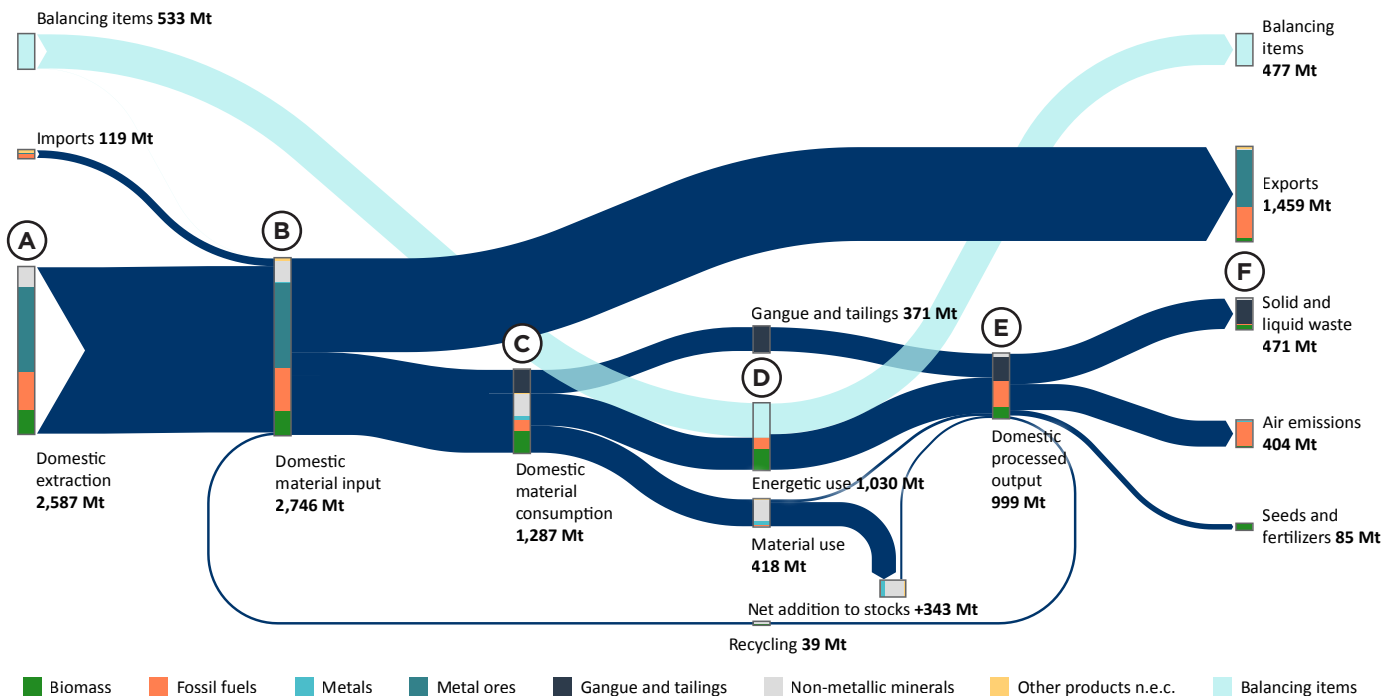 Balancing items 533 Mt
Balancing
items
477 Mt
Imports 119 Mt
Exports
1,459 Mt
A
B
C
D
E
F
Gangue and tailings 371 Mt
Solid and
liquid waste
471 Mt
Domestic
extraction
2,587 Mt
Domestic
material input
2,746 Mt
Domestic
material
consumption
1,287 Mt
Energetic use 1,030 Mt
Domestic
processed
output
999 Mt
Air emissions
404 Mt
Material use
418 Mt
Seeds and
fertilizers 85 Mt
Net addition to stocks +343 Mt
Recycling 39 Mt
Biomass
Fossil fuels
Metals
Metal ores
Gangue and tailings
Non-metallic minerals
Other products n.e.c.
Balancing items